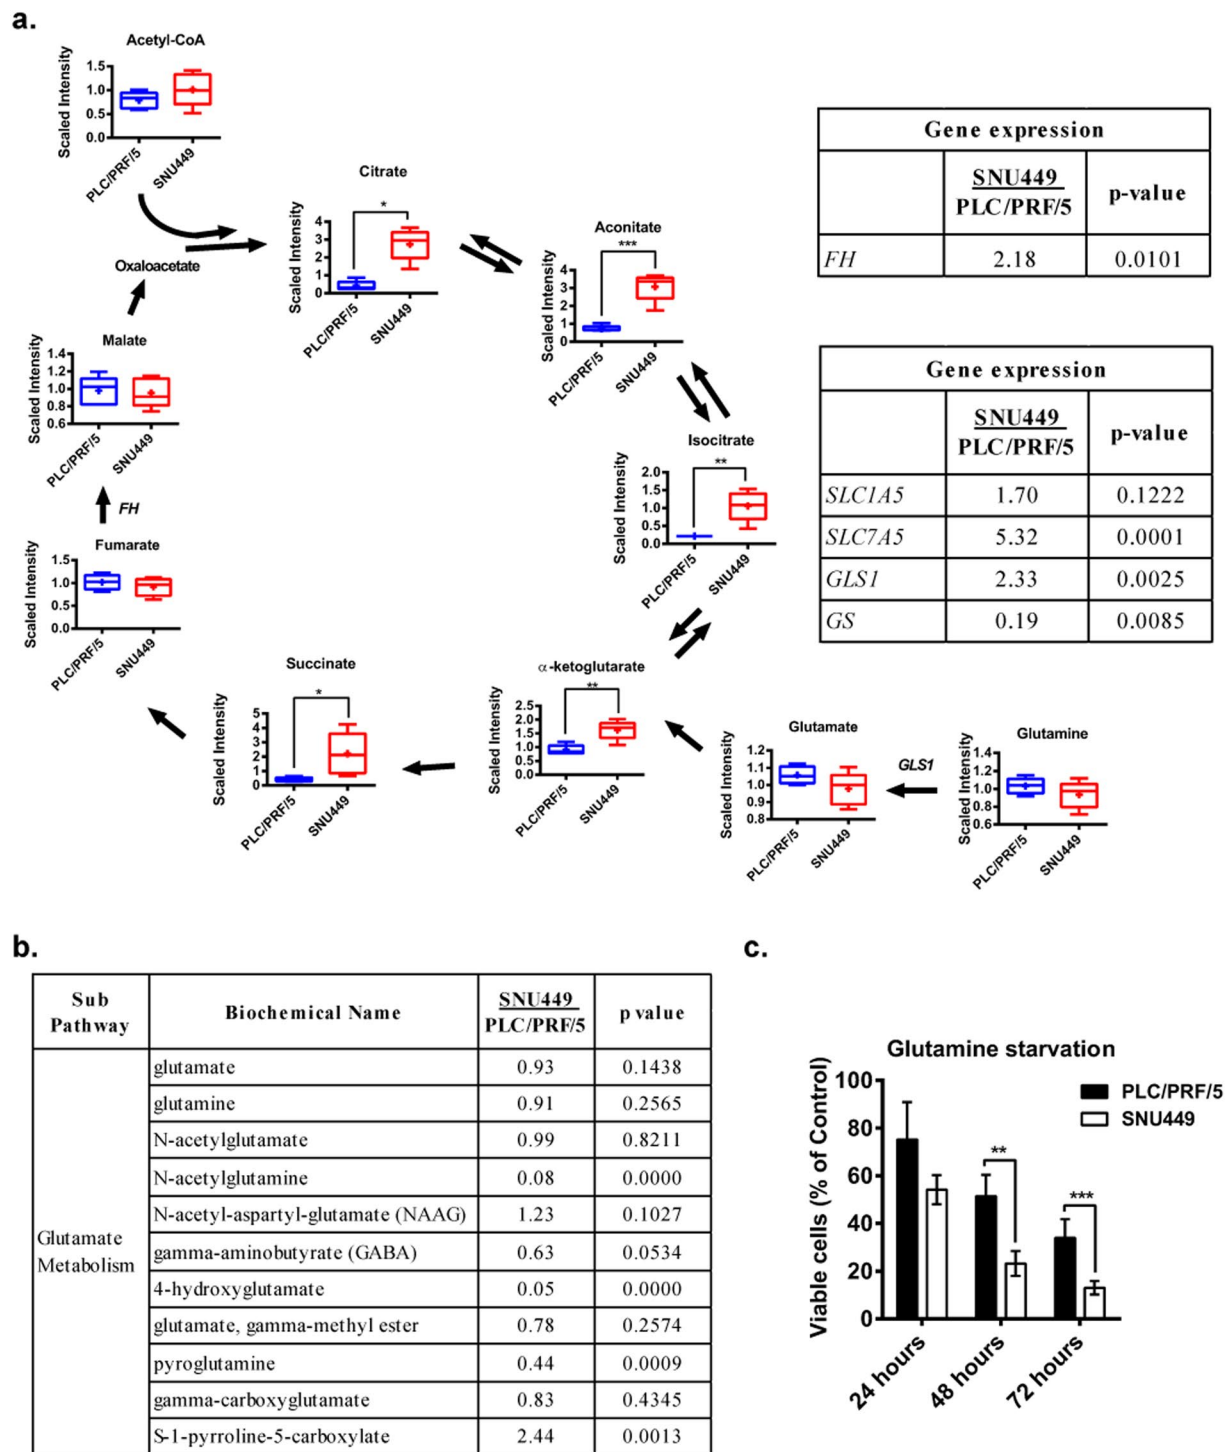 a.
Acetyl-CoA
Scaled Intensity
1.5
1.0
0.5
0.0
PLC/PRF/5
SNU449
Citrate
Scaled Intensity
4
3
2
1
0
*
PLC/PRF/5
SNU449
Aconitate
Scaled Intensity
4
3
2
1
0
***
PLC/PRF/5
SNU449
Isocitrate
Scaled Intensity
2.0
1.5
1.0
0.5
0.0
**
PLC/PRF/5
SNU449
α-ketoglutarate
Scaled Intensity
2.5
2.0
1.5
1.0
0.5
0.0
**
PLC/PRF/5
SNU449
Succinate
Scaled Intensity
5
4
3
2
1
0
*
PLC/PRF/5
SNU449
Fumarate
Scaled Intensity
1.5
1.0
0.5
0.0
PLC/PRF/5
SNU449
FH
Malate
Scaled Intensity
1.4
1.2
1.0
0.8
0.6
PLC/PRF/5
SNU449
Oxaloacetate
Glutamate
Scaled Intensity
1.2
1.1
1.0
0.9
0.8
PLC/PRF/5
SNU449
GLS1
Glutamine
Scaled Intensity
1.4
1.2
1.0
0.8
0.6
PLC/PRF/5
SNU449
Gene expression
SNU449
PLC/PRF/5
p-value
FH 2.18 0.0101
Gene expression
SNU449
PLC/PRF/5
p-value
SLC1A5 1.70 0.1222
SLC7A5 5.32 0.0001
GLS1 2.33 0.0025
GS 0.19 0.0085
b.
Sub
Pathway
Biochemical Name
SNU449
PLC/PRF/5
p value
Glutamate
Metabolism
glutamate 0.93 0.1438
glutamine 0.91 0.2565
N-acetylglutamate 0.99 0.8211
N-acetylglutamine 0.08 0.0000
N-acetyl-aspartyl-glutamate (NAAG) 1.23 0.1027
gamma-aminobutyrate (GABA) 0.63 0.0534
4-hydroxyglutamate 0.05 0.0000
glutamate, gamma-methyl ester 0.78 0.2574
pyroglutamine 0.44 0.0009
gamma-carboxyglutamate 0.83 0.4345
S-1-pyrroline-5-carboxylate 2.44 0.0013
c.
Glutamine starvation
Viable cells (% of Control)
100
80
60
40
20
0
PLC/PRF/5
SNU449
**
***
24 hours
48 hours
72 hours